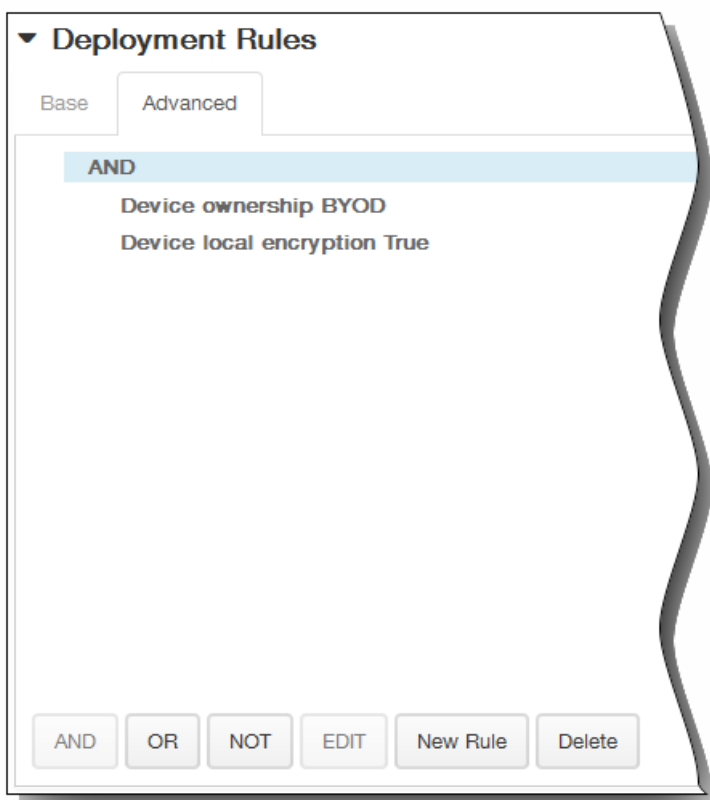 Deployment Rules
Base Advanced
AND
Device ownership BYOD
Device local encryption True
AND OR NOT EDIT New Rule Delete